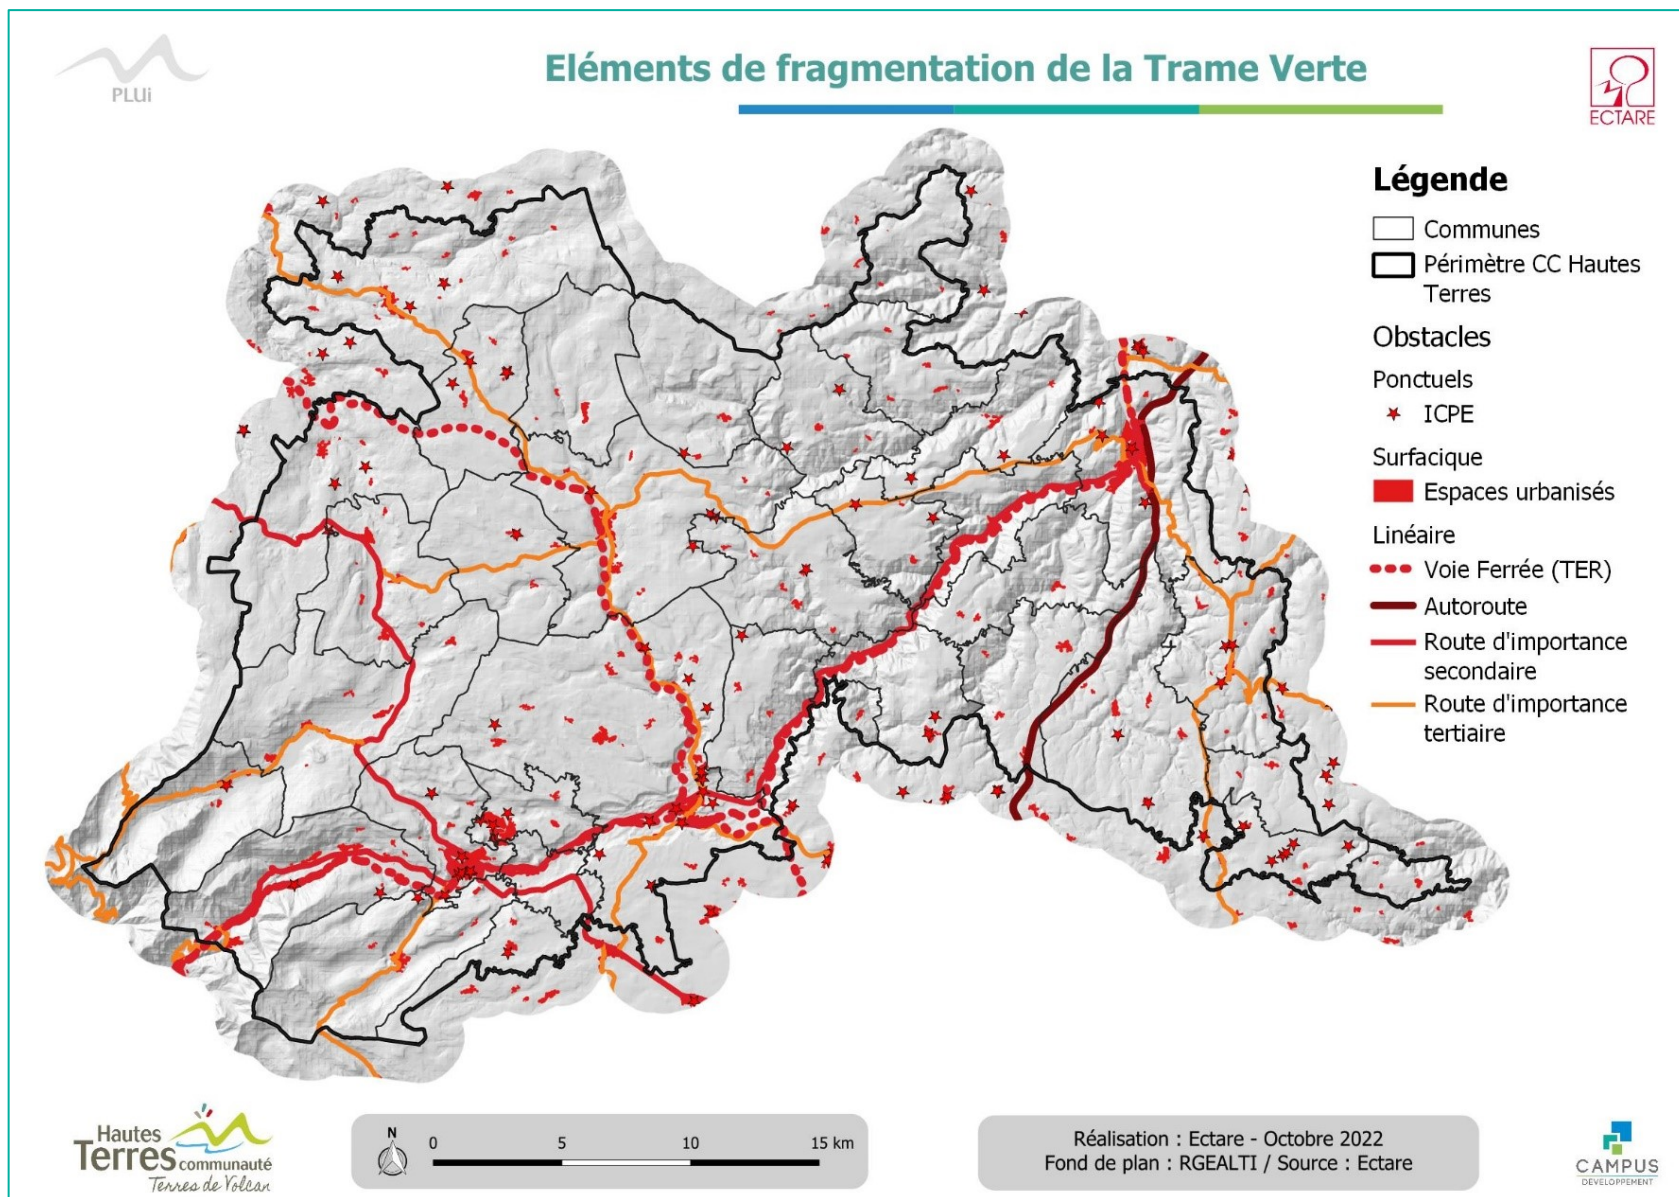 PLUi
Eléments de fragmentation de la Trame Verte
ECTARE
Légende
Communes
Périmètre CC Hautes
Terres
Obstacles
Ponctuels
ICPE
Surfacique
Espaces urbanisés
Linéaire
Voie Ferrée (TER)
Autoroute
Route d'importance
secondaire
Route d'importance
tertiaire
Hautes
Terres communauté
Terres de Volcan
N
0 5 10 15 km
Réalisation : Ectare - Octobre 2022
Fond de plan : RGEALTI / Source : Ectare
CAMPUS
DEVELOPPEMENT